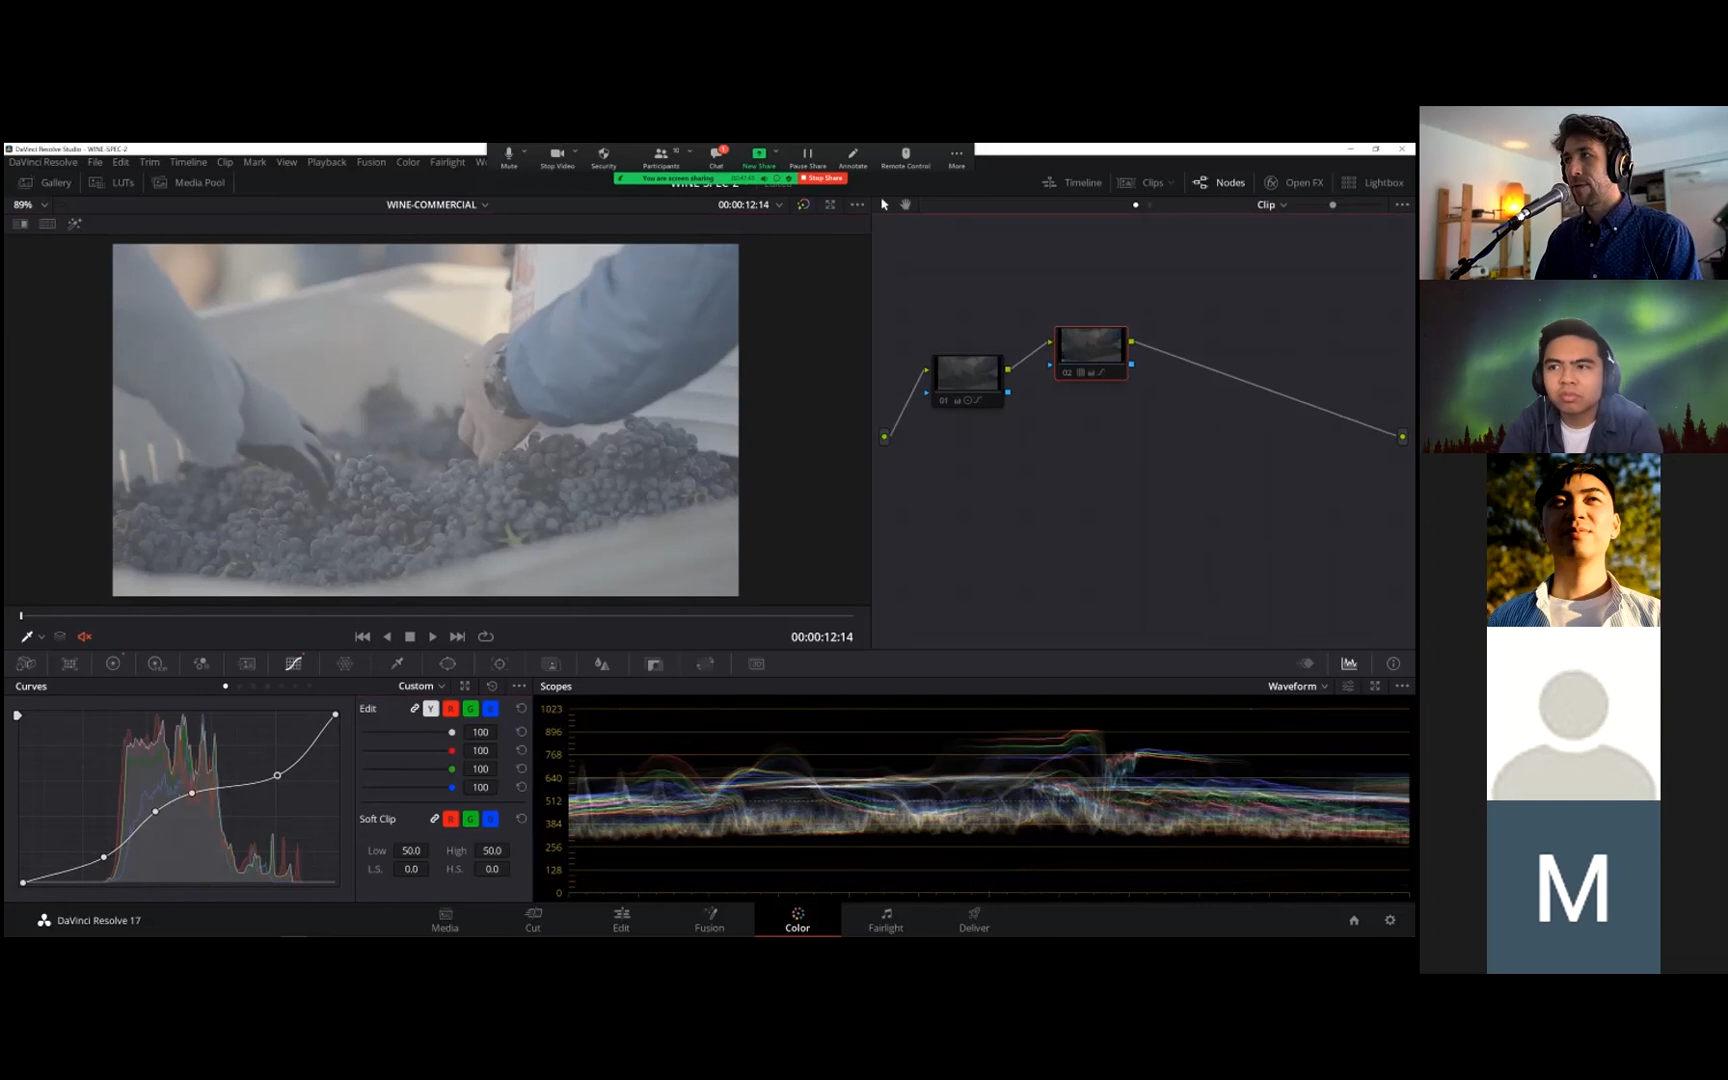 DaVinci Resolve Studio - WINE-SPEC-2
DaVinci Resolve File Edit Trim Timeline Clip Mark View Playback Fusion Color Fairlight
Mute Stop Video Security Participants 10 Chat 1 New Share Pause Share Annotate Remote Control More
You are screen sharing Stop Share
Gallery LUTs Media Pool WINE-SPEC-2 Timeline Clips Nodes Open FX Lightbox
89% WINE-COMMERCIAL 00:00:12:14 Clip
01
02
00:00:12:14
Curves Custom Scopes Waveform
Edit Y R G B
100
100
100
100
Soft Clip R G B
Low 50.0 High 50.0
L.S. 0.0 H.S. 0.0
1023
896
768
640
512
384
256
128
0
DaVinci Resolve 17 Media Cut Edit Fusion Color Fairlight Deliver
M